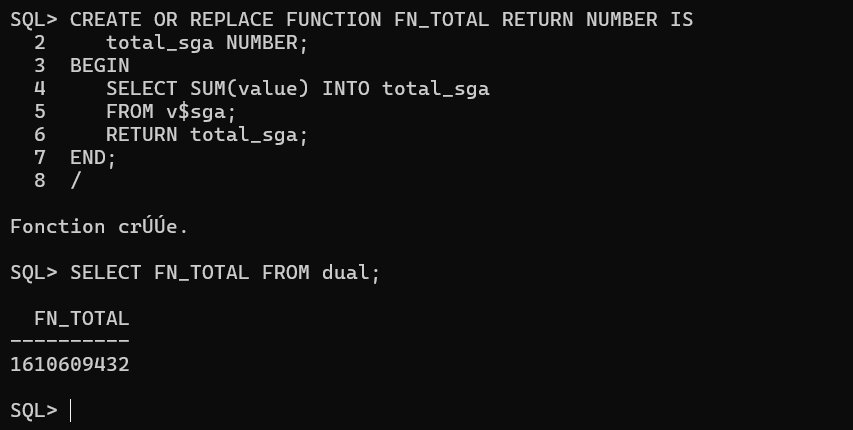 SQL> CREATE OR REPLACE FUNCTION FN_TOTAL RETURN NUMBER IS
  2     total_sga NUMBER;
  3  BEGIN
  4     SELECT SUM(value) INTO total_sga
  5     FROM v$sga;
  6     RETURN total_sga;
  7  END;
  8  /
Fonction crÚÚe.
SQL> SELECT FN_TOTAL FROM dual;
  FN_TOTAL
----------
1610609432
SQL>